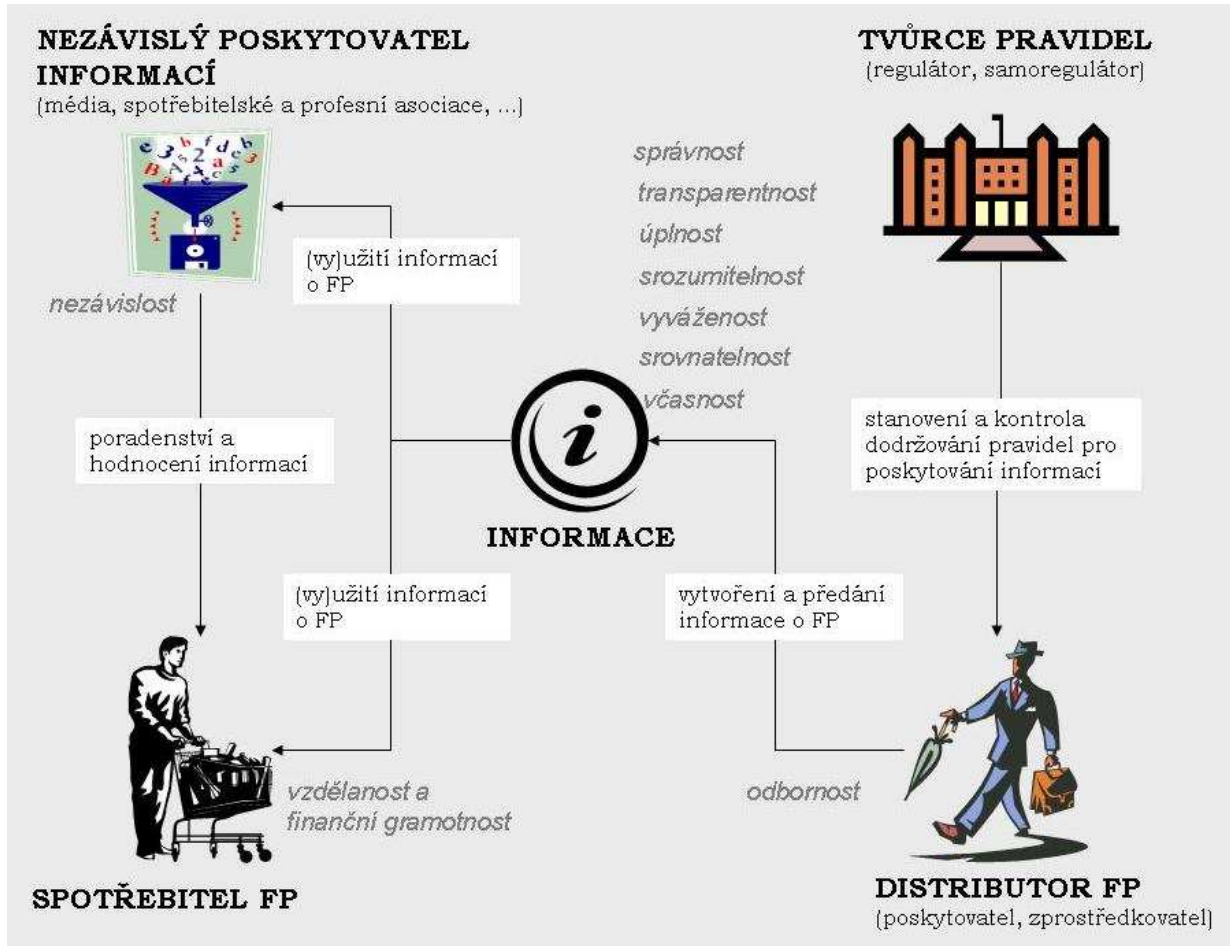 NEZÁVISLÝ POSKYTOVATEL
INFORMACÍ
(média, spotřebitelské a profesní asociace, ...)
TVŮRCE PRAVIDEL
(regulátor, samoregulátor)
správnost
transparentnost
úplnost
srozumitelnost
vyváženost
srovnatelnost
včasnost
(vy)užití informací
o FP
nezávislost
poradenství a
hodnocení informací
stanovení a kontrola
dodržování pravidel pro
poskytování informací
i
INFORMACE
(vy)užití informací
o FP
vytvoření a předání
informace o FP
vzdělanost a
finanční gramotnost
odbornost
SPOTŘEBITEL FP
DISTRIBUTOR FP
(poskytovatel, zprostředkovatel)